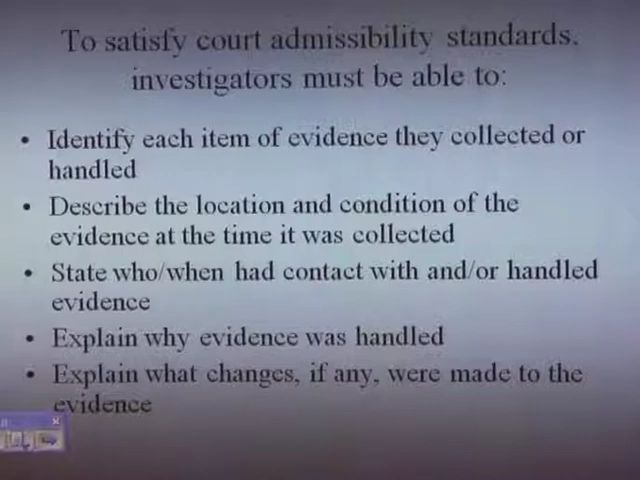 To satisfy court admissibility standards,
investigators must be able to:
• Identify each item of evidence they collected or
handled
• Describe the location and condition of the
evidence at the time it was collected
• State who/when had contact with and/or handled
evidence
• Explain why evidence was handled
• Explain what changes, if any, were made to the
evidence